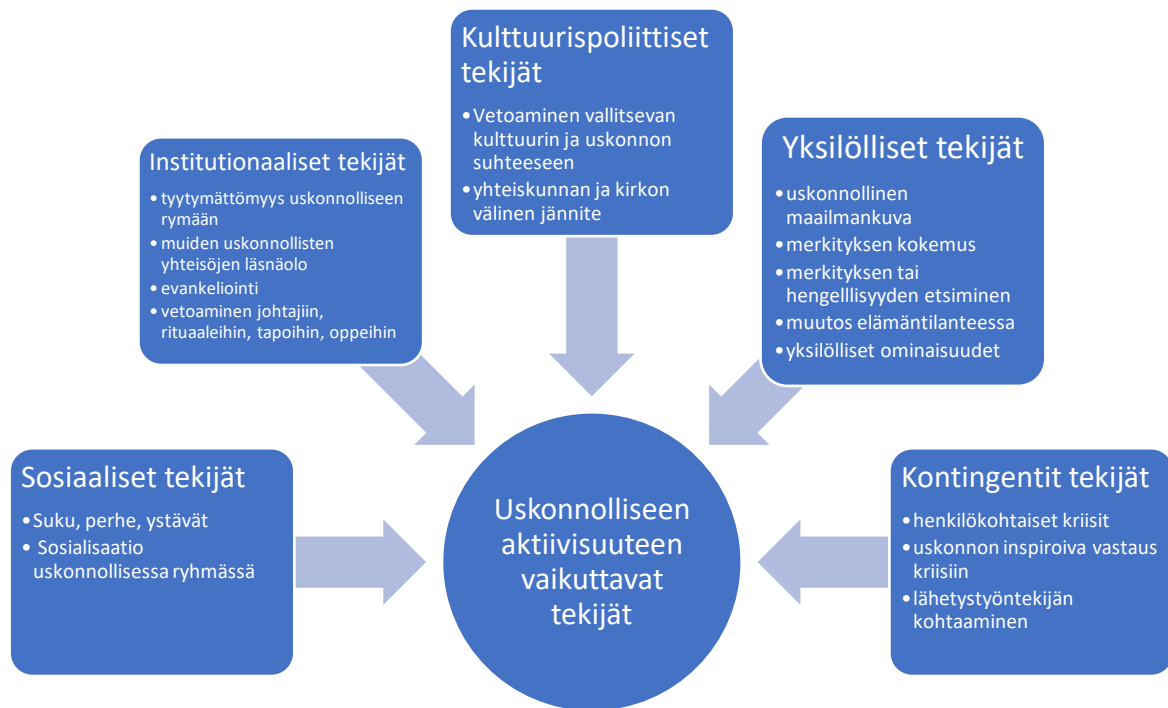 Kulttuurispoliittiset
tekijät
•Vetoaminen vallitsevan
kulttuurin ja uskonnon
suhteeseen
•yhteiskunnan ja kirkon
välinen jännite
Institutionaaliset tekijät
•tyytymättömyys uskonnolliseen
rymään
•muiden uskonnollisten
yhteisöjen läsnäolo
•evankeliointi
•vetoaminen johtajiin,
rituaaleihin, tapoihin, oppeihin
Yksilölliset tekijät
•uskonnollinen
maailmankuva
•merkityksen kokemus
•merkityksen tai
hengelllisyyden etsiminen
•muutos elämäntilanteessa
•yksilölliset ominaisuudet
Sosiaaliset tekijät
•Suku, perhe, ystävät
• Sosialisaatio
uskonnollisessa ryhmässä
Uskonnolliseen
aktiivisuuteen
vaikuttavat
tekijät
Kontingentit tekijät
•henkilökohtaiset kriisit
•uskonnon inspiroiva vastaus
kriisiin
•lähetystyöntekijän
kohtaaminen